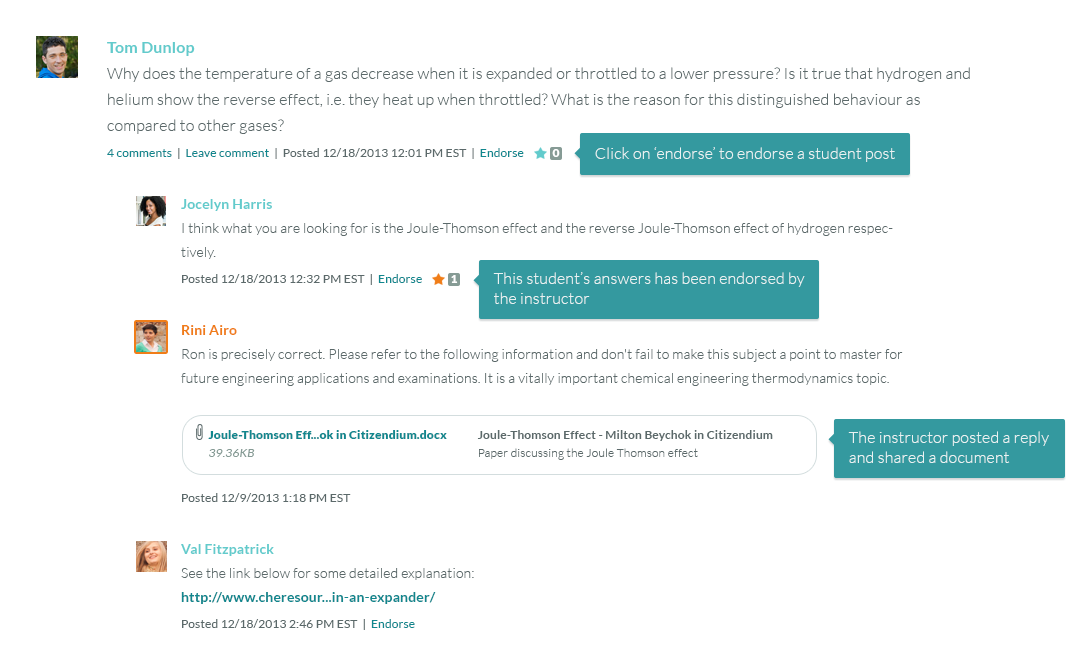 Tom Dunlop
Why does the temperature of a gas decrease when it is expanded or throttled to a lower pressure? Is it true that hydrogen and
helium show the reverse effect, i.e. they heat up when throttled? What is the reason for this distinguished behaviour as
compared to other gases?
4 comments | Leave comment | Posted 12/18/2013 12:01 PM EST | Endorse 0
Click on ‘endorse’ to endorse a student post
Jocelyn Harris
I think what you are looking for is the Joule-Thomson effect and the reverse Joule-Thomson effect of hydrogen respec-
tively.
Posted 12/18/2013 12:32 PM EST | Endorse 1
This student’s answers has been endorsed by
the instructor
Rini Airo
Ron is precisely correct. Please refer to the following information and don't fail to make this subject a point to master for
future engineering applications and examinations. It is a vitally important chemical engineering thermodynamics topic.
Joule-Thomson Eff...ok in Citizendium.docx
39.36KB
Joule-Thomson Effect - Milton Beychok in Citizendium
Paper discussing the Joule Thomson effect
The instructor posted a reply
and shared a document
Posted 12/9/2013 1:18 PM EST
Val Fitzpatrick
See the link below for some detailed explanation:
http://www.cheresour...in-an-expander/
Posted 12/18/2013 2:46 PM EST | Endorse